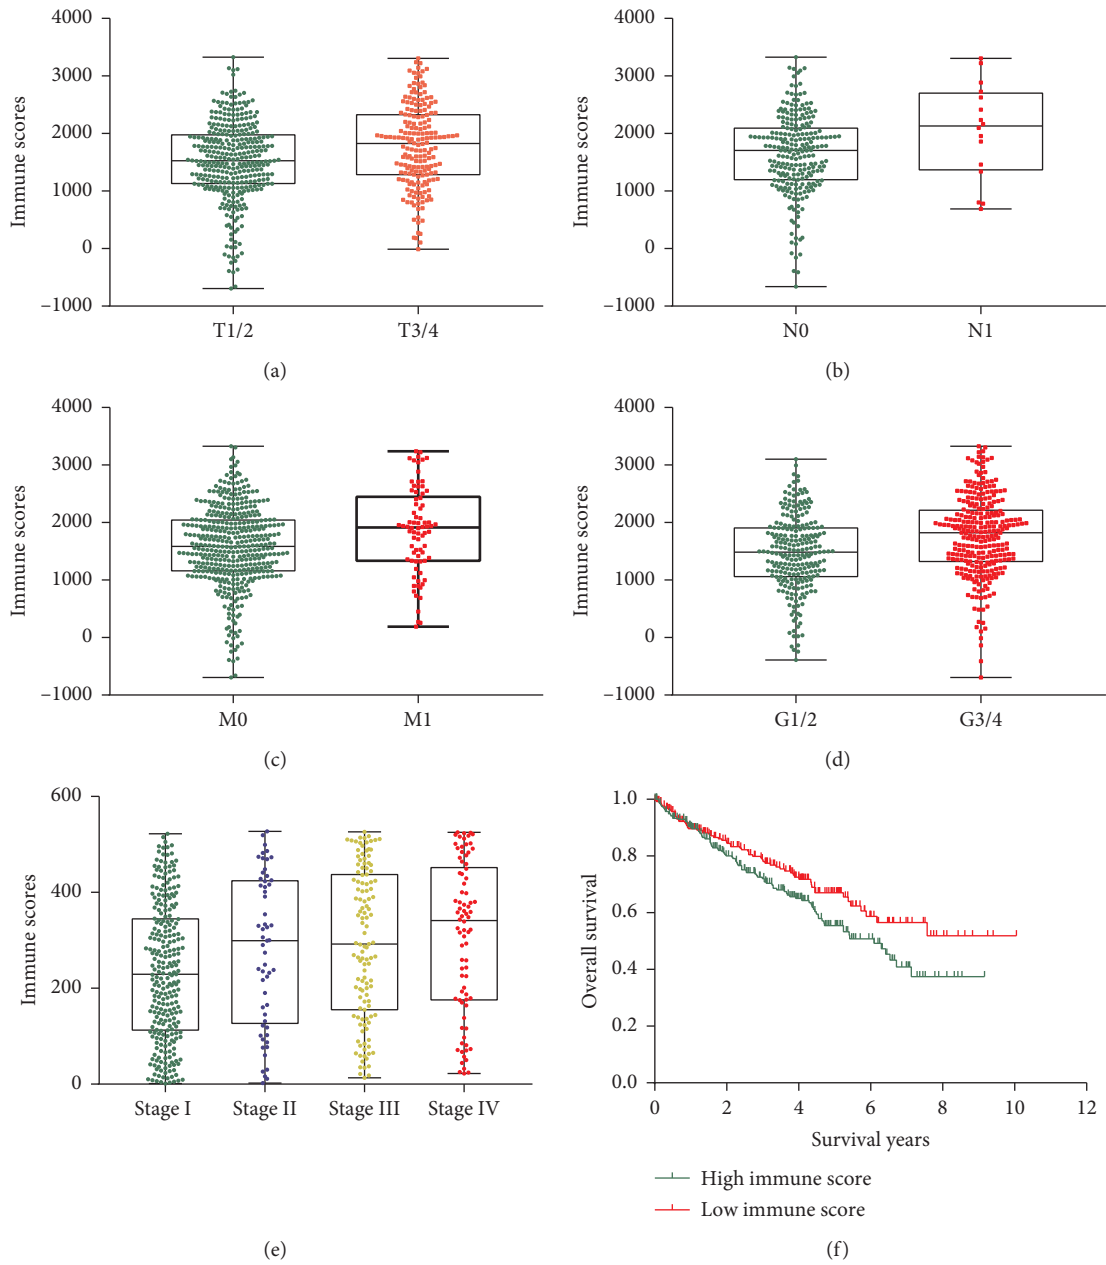 4000
3000
2000
1000
0
–1000
Immune scores
T1/2 T3/4
(a)
4000
3000
2000
1000
0
–1000
Immune scores
N0 N1
(b)
4000
3000
2000
1000
0
–1000
Immune scores
M0 M1
(c)
4000
3000
2000
1000
0
–1000
Immune scores
G1/2 G3/4
(d)
600
400
200
0
Immune scores
Stage I Stage II Stage III Stage IV
(e)
1.0
0.8
0.6
0.4
0.2
0.0
Overall survival
0 2 4 6 8 10 12
Survival years
High immune score
Low immune score
(f)